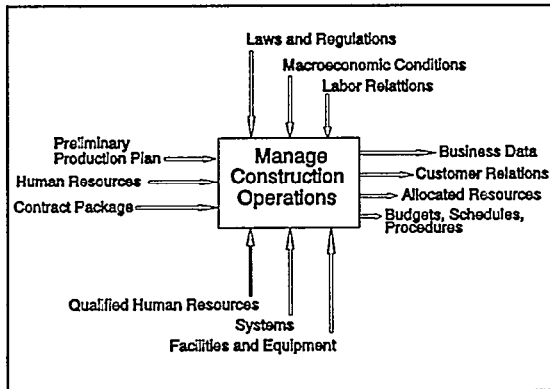 Laws and Regulations
Macroeconomic Conditions
Labor Relattions
Preliminary
Production Plan
Human Resources
Contract Package
Manage
Construction
Operations
Business Data
Customer Relations
Allocated Resources
Budgets, Schedules,
Procedures
Qualified Human Resources
Systems
Facilities and Equipment